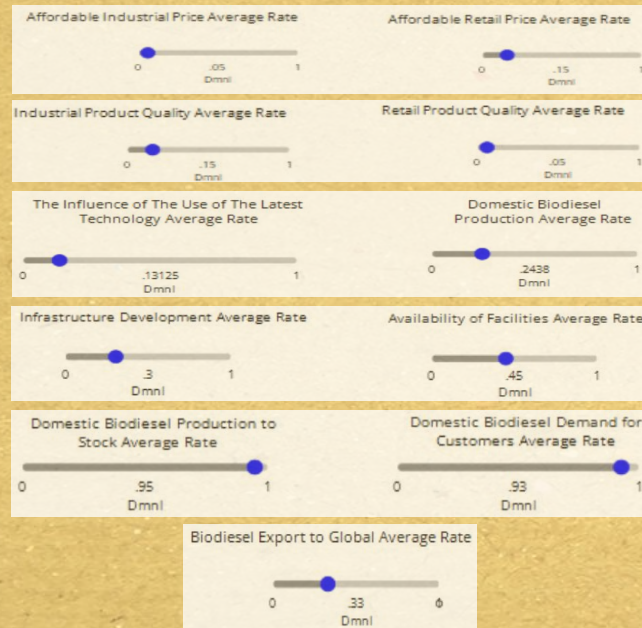 Affordable Industrial Price Average Rate
0 .05 1
Dmnl
Affordable Retail Price Average Rate
0 .15 1
Dmnl
Industrial Product Quality Average Rate
0 .15 1
Dmnl
Retail Product Quality Average Rate
0 .05 1
Dmnl
The Influence of The Use of The Latest
Technology Average Rate
0 .13125 1
Dmnl
Domestic Biodiesel
Production Average Rate
0 .2438 1
Dmnl
Infrastructure Development Average Rate
0 .3 1
Dmnl
Availability of Facilities Average Rate
0 .45 1
Dmnl
Domestic Biodiesel Production to
Stock Average Rate
0 .95 1
Dmnl
Domestic Biodiesel Demand for
Customers Average Rate
0 .93 1
Dmnl
Biodiesel Export to Global Average Rate
0 .33
Dmnl